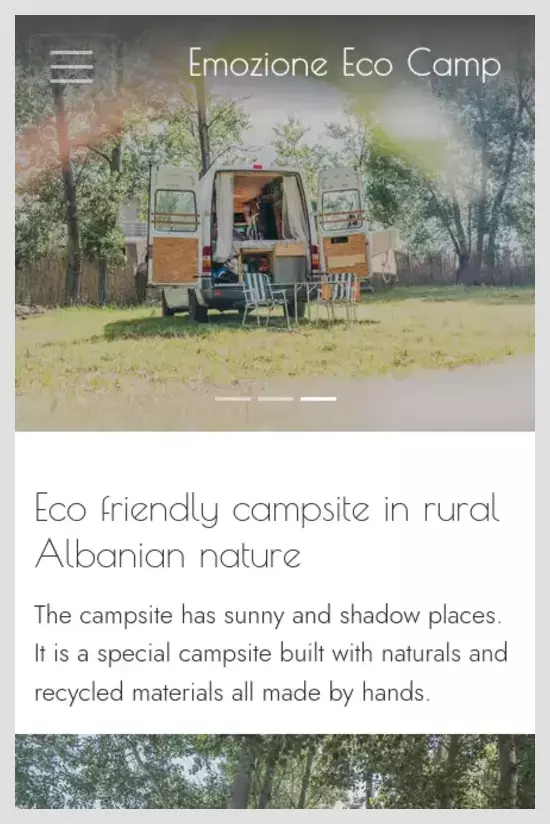 Emozione Eco Camp
Eco friendly campsite in rural
Albanian nature
The campsite has sunny and shadow places.
It is a special campsite built with naturals and
recycled materials all made by hands.